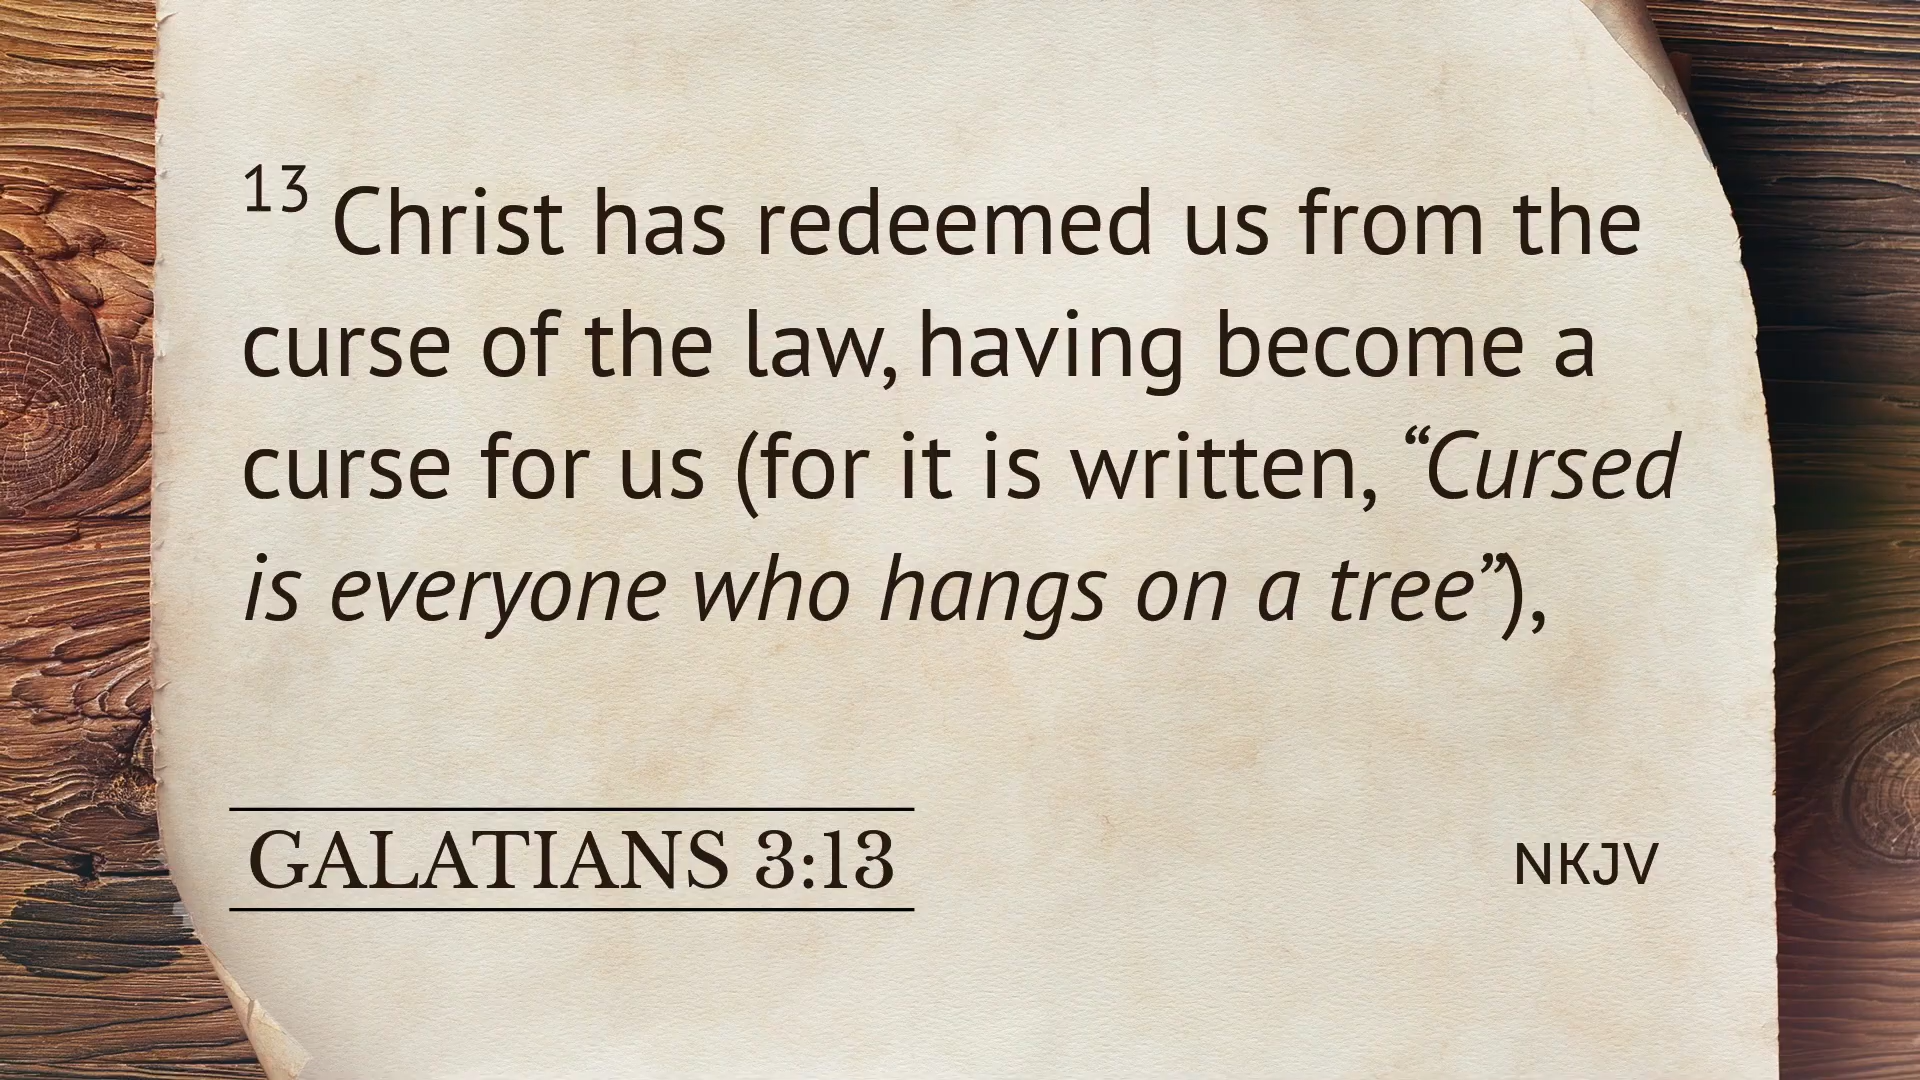 13 Christ has redeemed us from the
curse of the law, having become a
curse for us (for it is written, “Cursed
is everyone who hangs on a tree”),
GALATIANS 3:13
NKJV